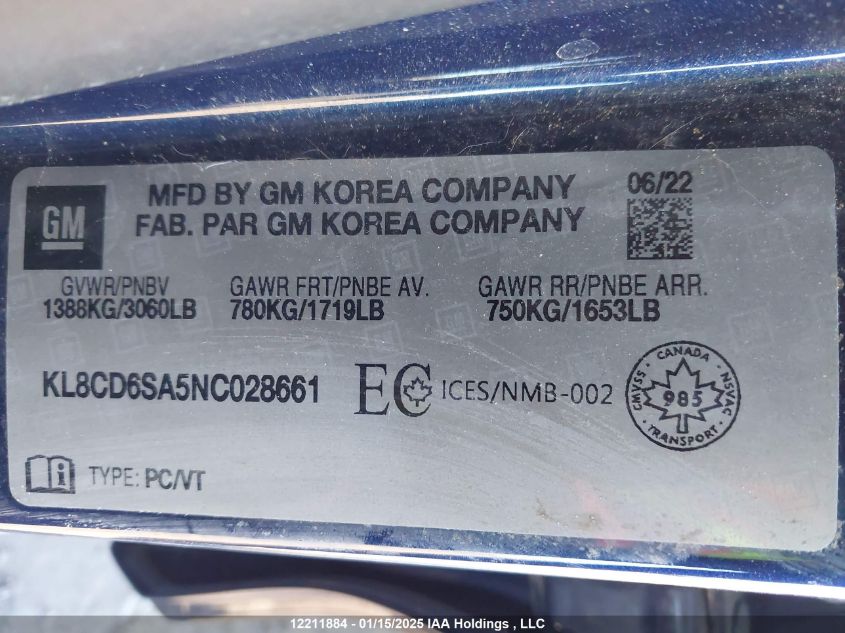 GM
MFD BY GM KOREA COMPANY
FAB. PAR GM KOREA COMPANY
06/22
GVWR/PNBV
1388KG/3060LB
GAWR FRT/PNBE AV.
780KG/1719LB
GAWR RR/PNBE ARR.
750KG/1653LB
KL8CD6SA5NC028661
EC ICES/NMB-002
CANADA
CMVSS 985 NSVAC
TRANSPORT
TYPE: PC/VT
12211884 - 01/15/2025 IAA Holdings , LLC